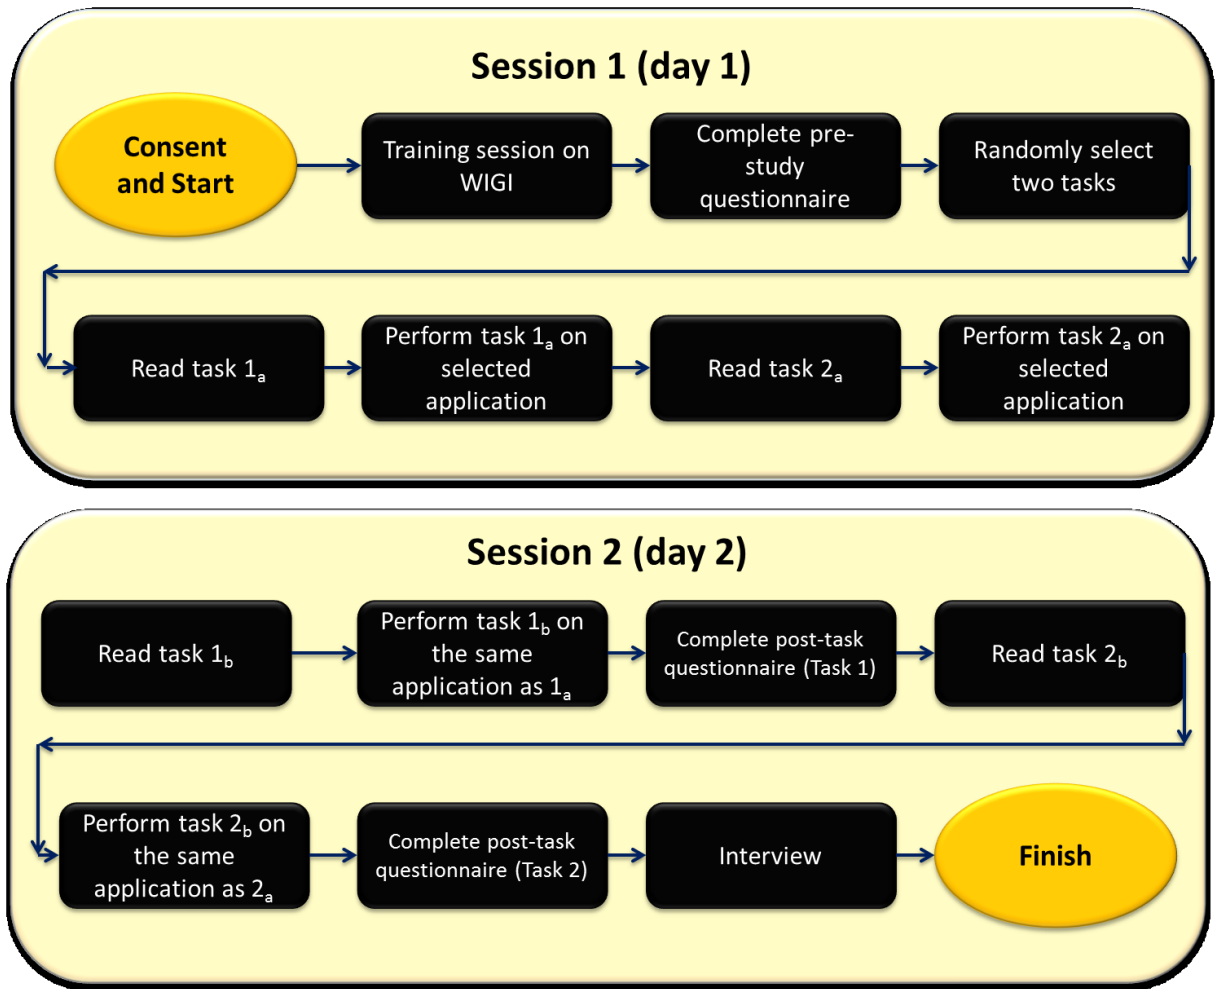 Session 1 (day 1)
Consent
and Start
Training session on
WIGI
Complete pre-
study
questionnaire
Randomly select
two tasks
Read task 1a
Perform task 1a on
selected
application
Read task 2a
Perform task 2a on
selected
application
Session 2 (day 2)
Read task 1b
Perform task 1b on
the same
application as 1a
Complete post-task
questionnaire (Task 1)
Read task 2b
Perform task 2b on
the same
application as 2a
Complete post-task
questionnaire (Task 2)
Interview
Finish